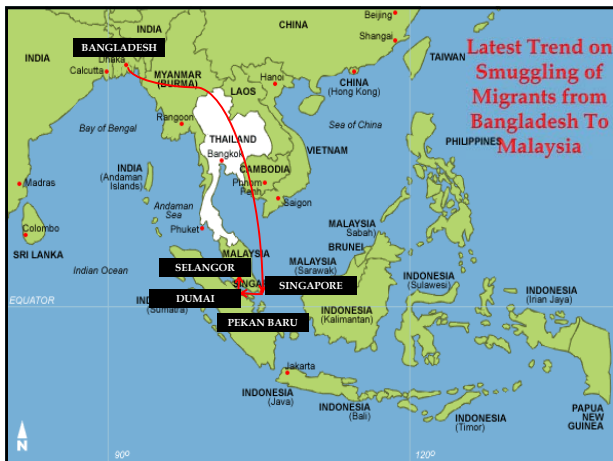 Latest Trend on
Smuggling of
Migrants from
Bangladesh To
Malaysia
INDIA
INDIA
CHINA
Beijing
Shangai
BANGLADESH
Dhaka
Calcutta
MYANMAR
(BURMA)
LAOS
Hanoi
CHINA
(Hong Kong)
TAIWAN
Bay of Bengal
Rangoon
THAILAND
Bangkok
Sea of China
VIETNAM
PHILIPPINES
INDIA
(Andaman
Islands)
CAMBODIA
Phnom
Penh
Saigon
Madras
Andaman
Sea
Phuket
Colombo
SRI LANKA
MALAYSIA
Sabah)
BRUNEI
MALAYSIA
MALAYSIA
(Sarawak)
Indian Ocean
SELANGOR
SINGA
SINGAPORE
INDONESIA
(Sulawesi)
INDONESIA
(Irian Jaya)
EQUATOR
DUMAI
Sumatra)
PEKAN BARU
INDONESIA
(Kalimantan)
Jakarta
INDONESIA
(Java)
INDONESIA
(Bali)
INDONESIA
(Timor)
PAPUA
NEW
GUINEA
N
90º
120º